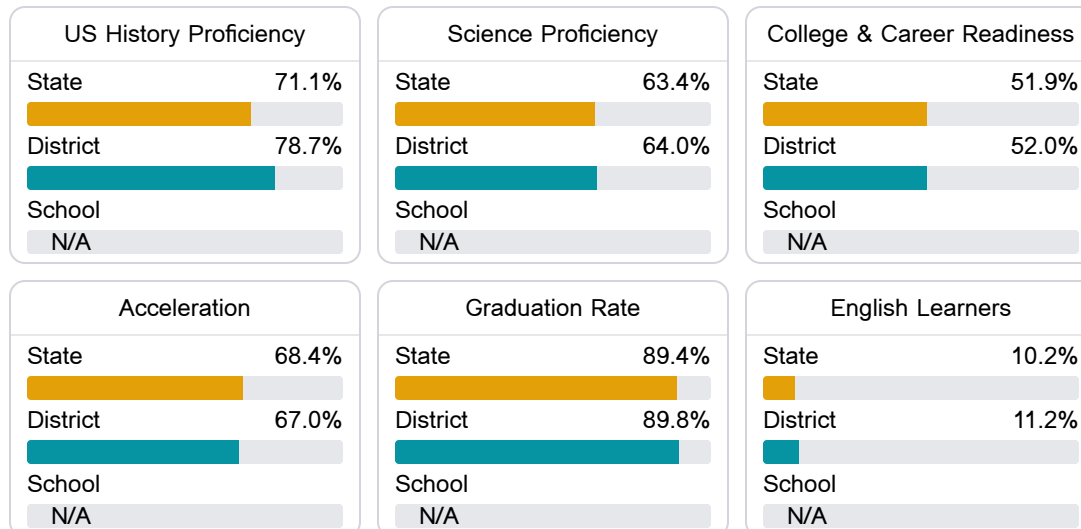 US History Proficiency
State 71.1%
District 78.7%
School
N/A
Science Proficiency
State 63.4%
District 64.0%
School
N/A
College & Career Readiness
State 51.9%
District 52.0%
School
N/A
Acceleration
State 68.4%
District 67.0%
School
N/A
Graduation Rate
State 89.4%
District 89.8%
School
N/A
English Learners
State 10.2%
District 11.2%
School
N/A